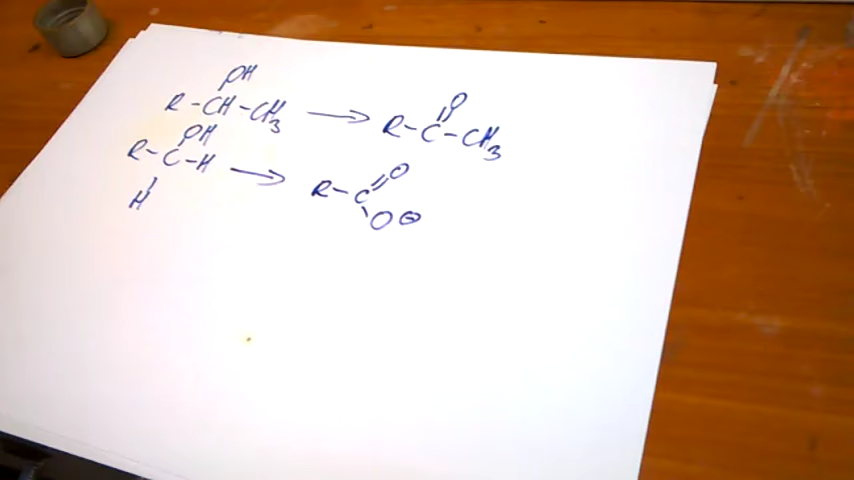 OH
R-CH-CH3 → R-C-CH3
O
OH
R-C-H → R-C
H
O
O⊖